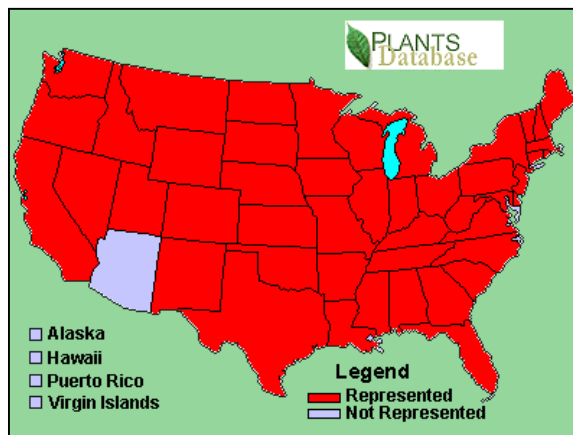 PLANTS
Database
Alaska
Hawaii
Puerto Rico
Virgin Islands
Legend
Represented
Not Represented